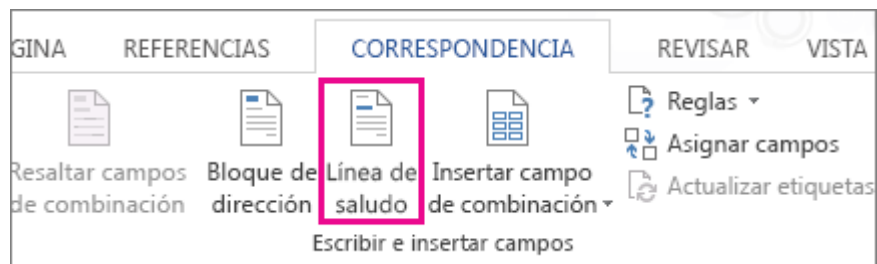 GINA REFERENCIAS CORRESPONDENCIA REVISAR VISTA
Resaltar campos
de combinación
Bloque de
dirección
Línea de
saludo
Insertar campo
de combinación
Reglas
Asignar campos
Actualizar etiquetas
Escribir e insertar campos